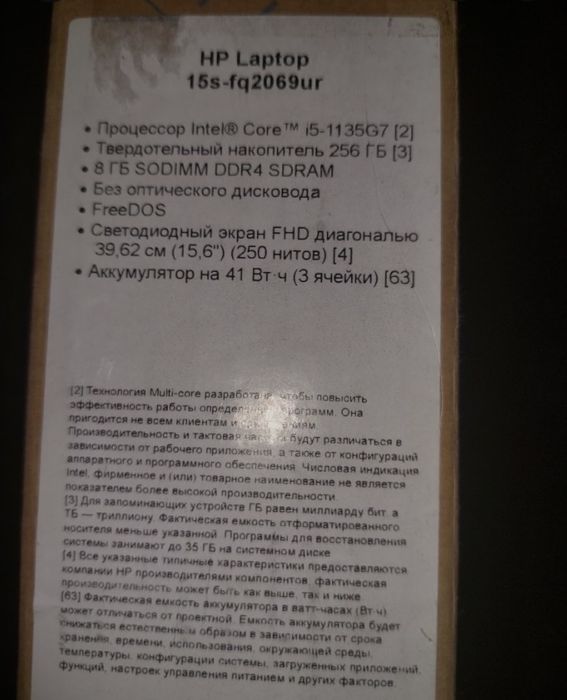 HP Laptop
15s-fq2069ur
• Процессор Intel® Core™ i5-1135G7 [2]
• Твердотельный накопитель 256 ГБ [3]
• 8 ГБ SODIMM DDR4 SDRAM
• Без оптического дисковода
• FreeDOS
• Светодиодный экран FHD диагональю
39,62 см (15,6") (250 нитов) [4]
• Аккумулятор на 41 Вт·ч (3 ячейки) [63]
[2] Технология Multi-core разработана, чтобы повысить
эффективность работы программ. Она
пригодится не всем клиентам и
Производительность и тактовая будут различаться в
зависимости от рабочего приложения, а также от конфигураций
аппаратного и программного обеспечения. Числовая индикация
Intel, фирменное и (или) товарное наименование не является
показателем более высокой производительности.
[3] Для запоминающих устройств ГБ равен миллиарду бит, а
ТБ — триллиону. Фактическая емкость отформатированного
носителя меньше указанной. Программы для восстановления
системы занимают до 35 ГБ на системном диске.
[4] Все указанные типичные характеристики предоставляются
компании HP производителями компонентов, фактическая
производительность может быть как выше, так и ниже.
[63] Фактическая емкость аккумулятора в ватт-часах (Вт·ч)
может отличаться от проектной. Емкость аккумулятора будет
снижаться естественным образом в зависимости от срока
хранения, времени, использования, окружающей среды,
температуры, конфигурации системы, загруженных приложений,
функций, настроек управления питанием и других факторов.